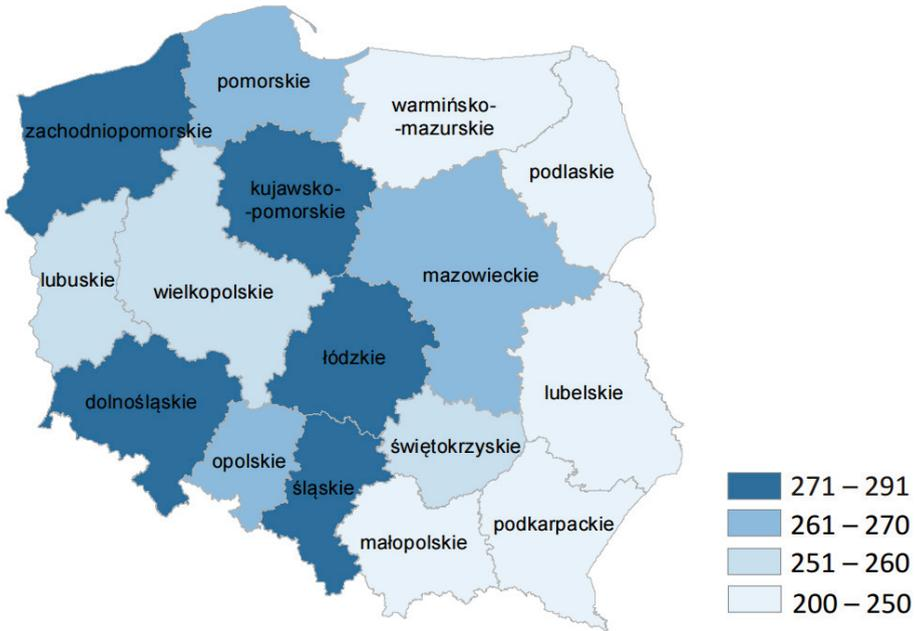 pomorskie
warmińsko-
-mazurskie
zachodniopomorskie
podlaskie
kujawsko-
-pomorskie
mazowieckie
lubuskie
wielkopolskie
łódzkie
lubelskie
dolnośląskie
świętokrzyskie
opolskie
śląskie
podkarpackie
małopolskie
271 – 291
261 – 270
251 – 260
200 – 250